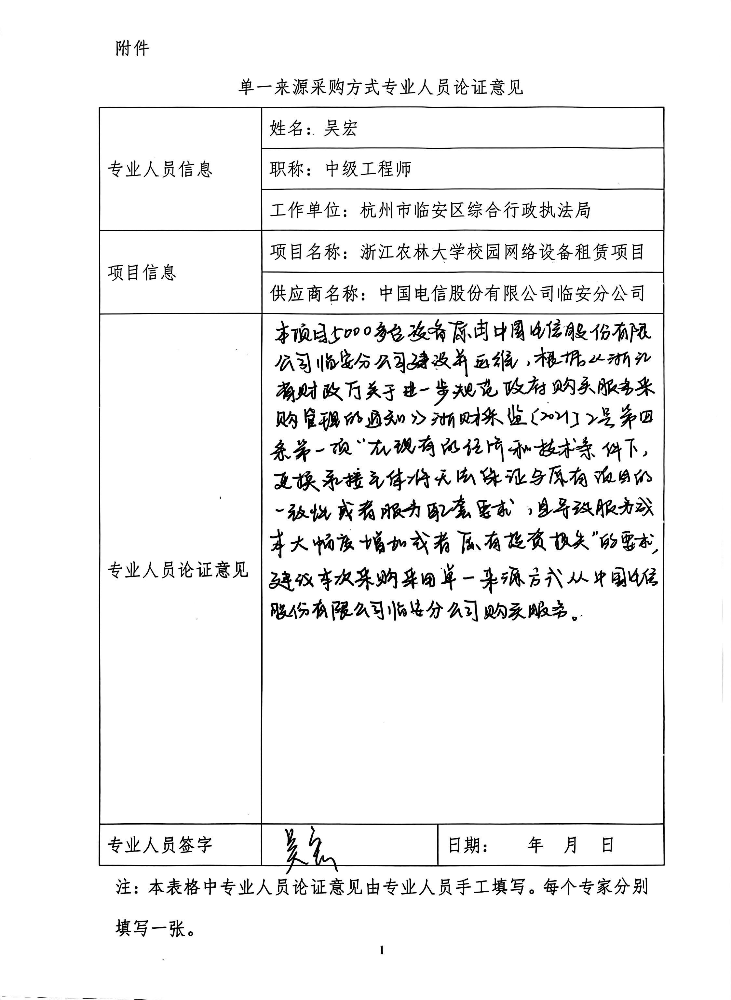 附件
单一来源采购方式专业人员论证意见
专业人员信息
姓名：吴宏
职称：中级工程师
工作单位：杭州市临安区综合行政执法局
项目信息
项目名称：浙江农林大学校园网络设备租赁项目
供应商名称：中国电信股份有限公司临安分公司
专业人员论证意见
本项目5000多台设备原由中国电信股份有限
公司临安分公司建设并运维，根据《浙江
省财政厅关于进一步规范政府购买服务采
购管理的通知》浙财采监〔2021〕2号第四
条第一项“在现有的经济和技术条件下，
更换承接主体将无法保证与原有项目的
一致性或者服务配套要求，且导致服务成
本大幅度增加或者原有投资损失”的要求，
建议本次采购采用单一来源方式从中国电信
股份有限公司临安分公司购买服务。
专业人员签字
吴宏
日期： 年 月 日
注：本表格中专业人员论证意见由专业人员手工填写。每个专家分别
填写一张。
1